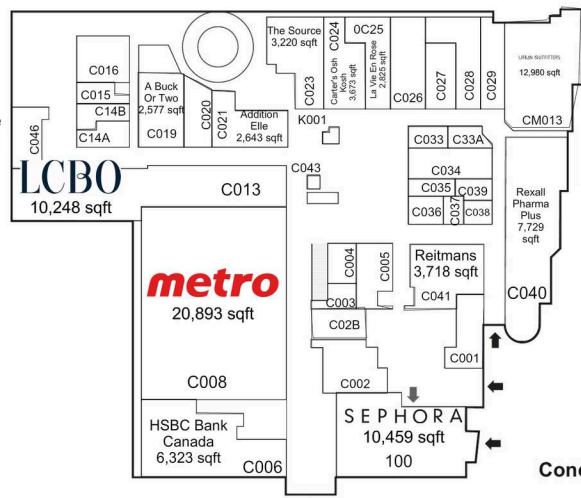 The Source
3,220 sqft
C023
C024
Carter's Osh
Kosh
3,673 sqft
0C25
La Vie En Rose
2,825 sqft
C026
C027
C028
C029
URBN OUTFITTERS
12,980 sqft
CM013
C016
C015
C14B
C14A
A Buck
Or Two
2,577 sqft
C019
C020
C021
Addition
Elle
2,643 sqft
K001
C046
LCBO
10,248 sqft
C013
C043
C033
C33A
C034
C035
C039
C036
C037
C038
Rexall
Pharma
Plus
7,729
sqft
C040
metro
20,893 sqft
C008
C004
C005
C003
C02B
C002
Reitmans
3,718 sqft
C041
C001
HSBC Bank
Canada
6,323 sqft
C006
SEPHORA
10,459 sqft
100
Conc